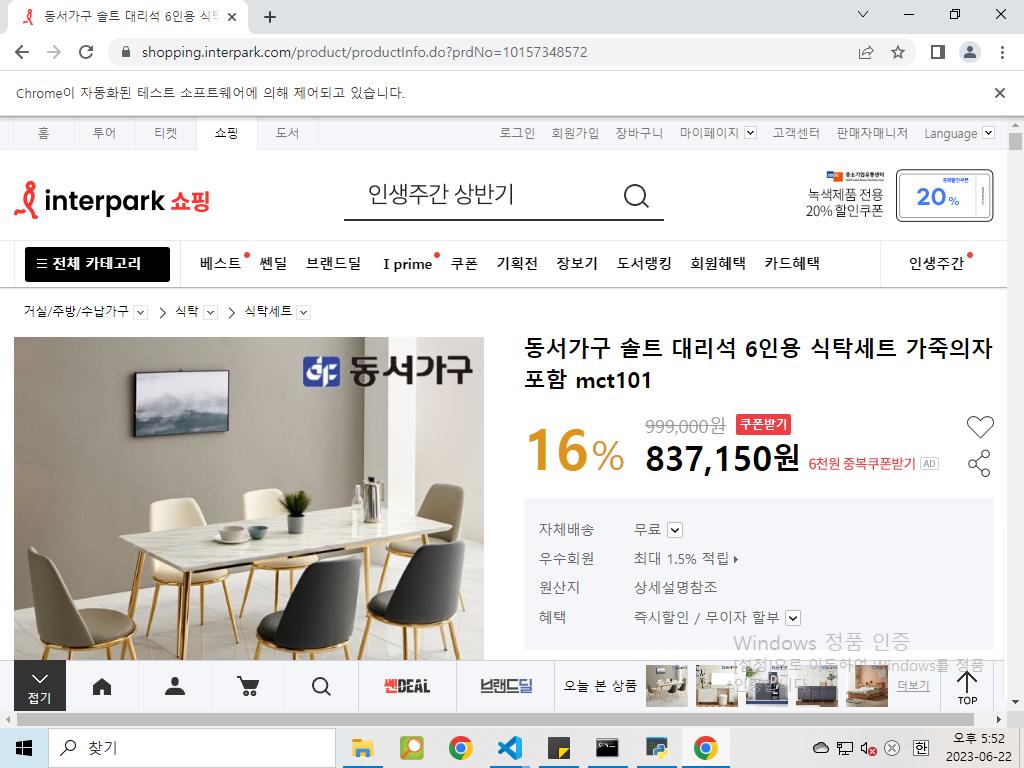 동서가구 솔트 대리석 6인용 식탁
shopping.interpark.com/product/productInfo.do?prdNo=10157348572
Chrome이 자동화된 테스트 소프트웨어에 의해 제어되고 있습니다.
홈 투어 티켓 쇼핑 도서 로그인 회원가입 장바구니 마이페이지 고객센터 판매자매니저 Language
interpark 쇼핑
인생주간 상반기
중소기업유통센터
녹색제품 전용
20% 할인쿠폰
중복할인쿠폰
20%
전체 카테고리 베스트 쎈딜 브랜드딜 I prime 쿠폰 기획전 장보기 도서랭킹 회원혜택 카드혜택 인생주간
거실/주방/수납가구 > 식탁 > 식탁세트
동서가구
동서가구 솔트 대리석 6인용 식탁세트 가죽의자
포함 mct101
16%
999,000원 쿠폰받기
837,150원 6천원 중복쿠폰받기 AD
자체배송 무료
우수회원 최대 1.5% 적립
원산지 상세설명참조
혜택 즉시할인 / 무이자 할부
Windows 정품 인증
[설정]으로 이동하여 Windows를 정품
인증합니다.
접기
쎈DEAL
브랜드딜
오늘 본 상품
더보기
TOP
찾기
한
오후 5:52
2023-06-22